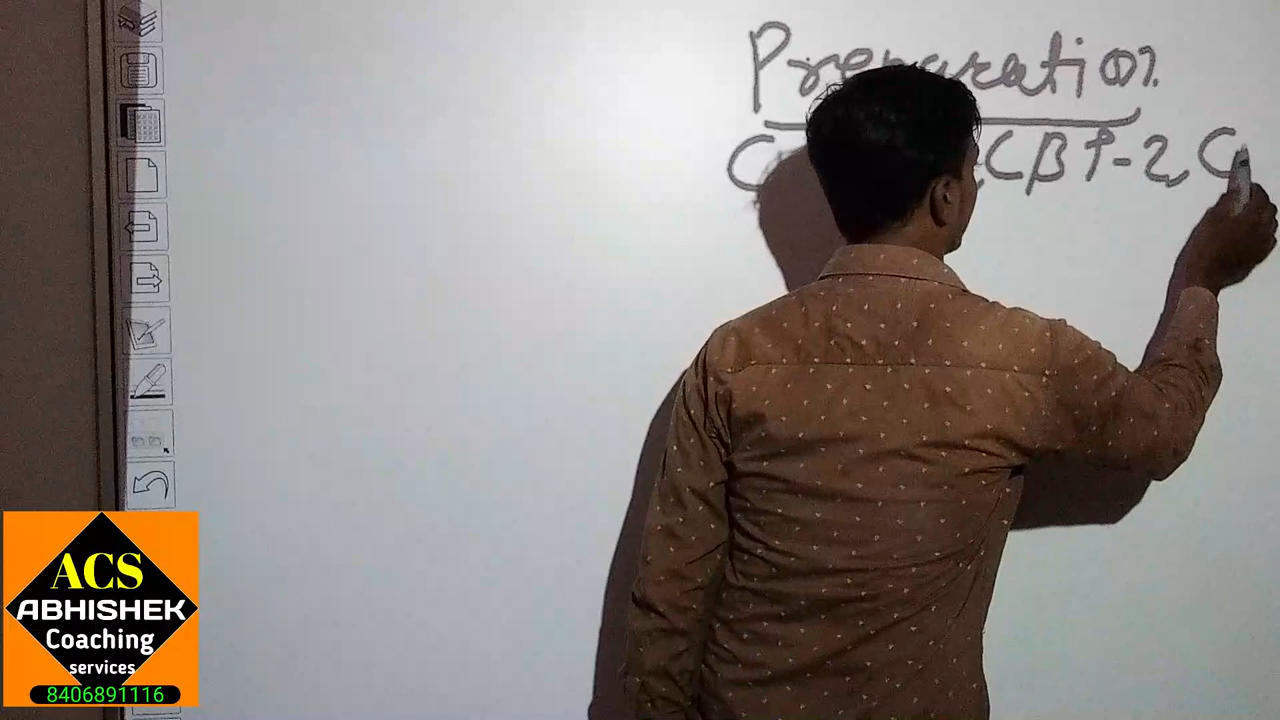 Preparation
CBT-2, C
ACS
ABHISHEK
Coaching
services
8406891116